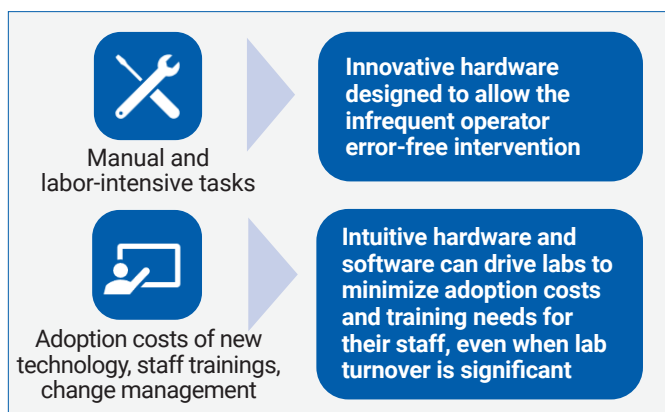 Manual and
labor-intensive tasks
Innovative hardware
designed to allow the
infrequent operator
error-free intervention
Adoption costs of new
technology, staff trainings,
change management
Intuitive hardware and
software can drive labs to
minimize adoption costs
and training needs for
their staff, even when lab
turnover is significant